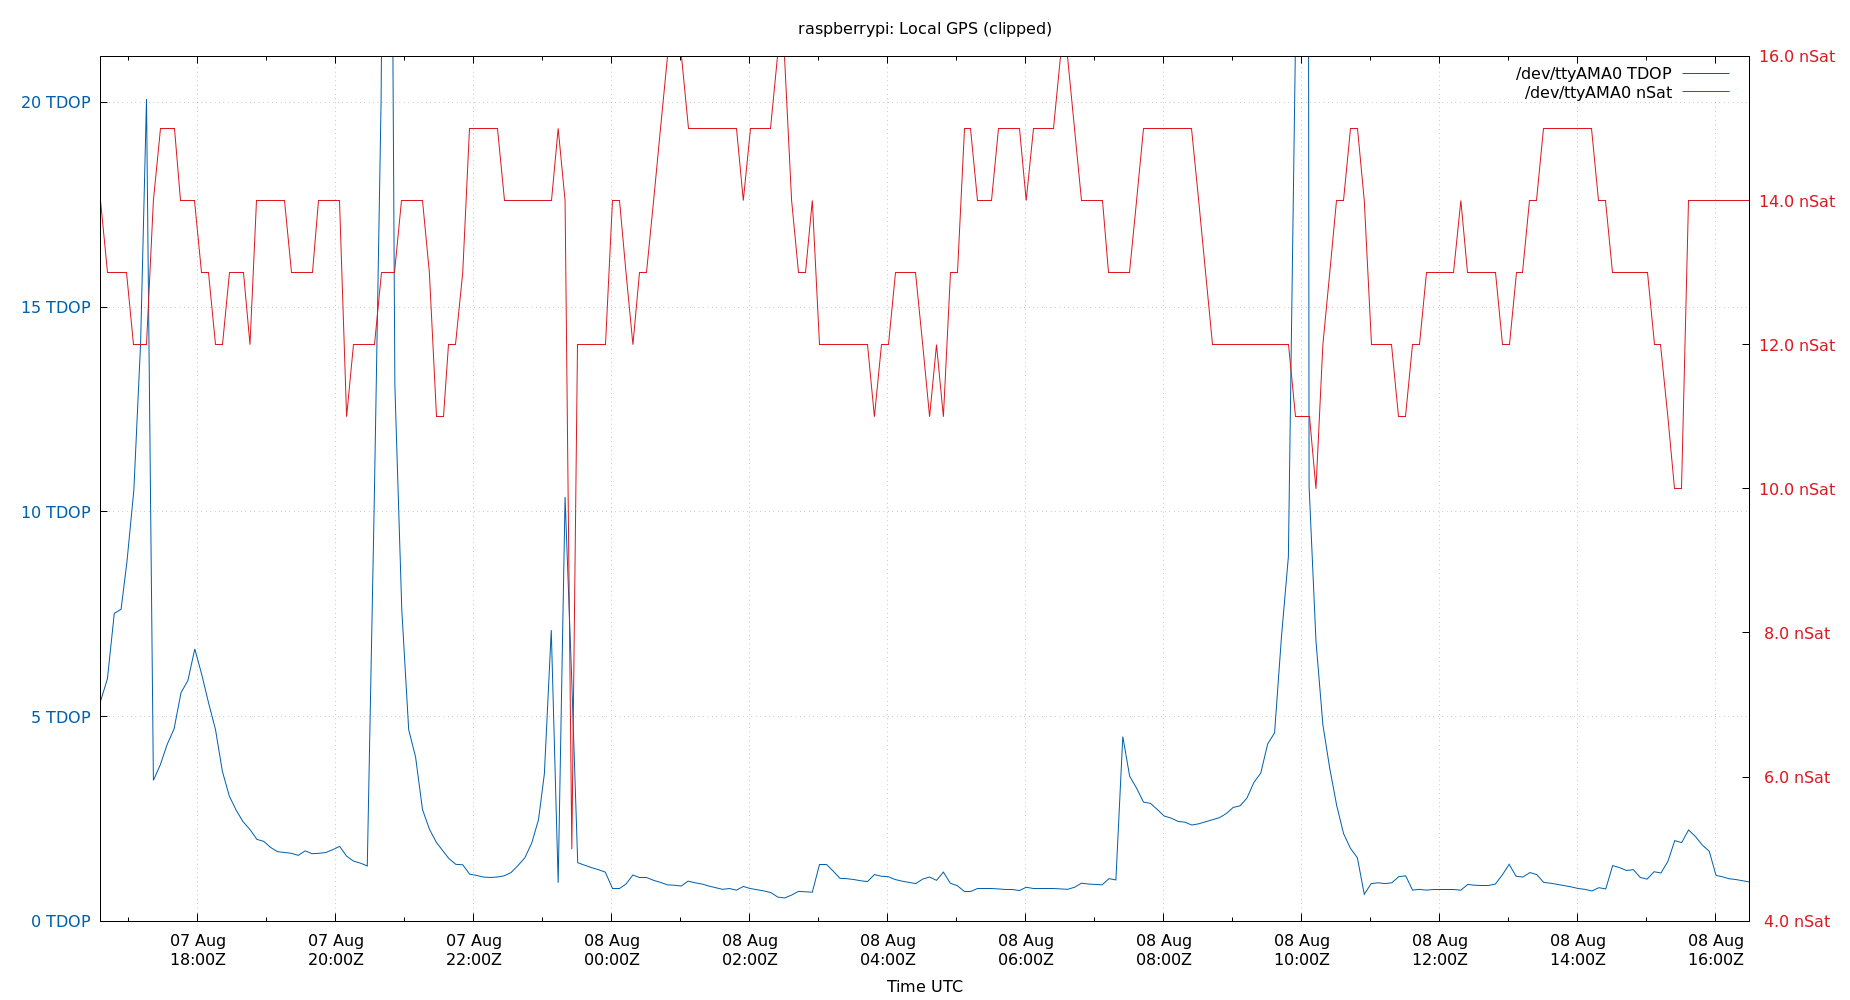 raspberrypi: Local GPS (clipped)
/dev/ttyAMA0 TDOP
/dev/ttyAMA0 nSat
20 TDOP
15 TDOP
10 TDOP
5 TDOP
0 TDOP
16.0 nSat
14.0 nSat
12.0 nSat
10.0 nSat
8.0 nSat
6.0 nSat
4.0 nSat
07 Aug 07 Aug 07 Aug 08 Aug 08 Aug 08 Aug 08 Aug 08 Aug 08 Aug 08 Aug 08 Aug 08 Aug
18:00Z 20:00Z 22:00Z 00:00Z 02:00Z 04:00Z 06:00Z 08:00Z 10:00Z 12:00Z 14:00Z 16:00Z
Time UTC